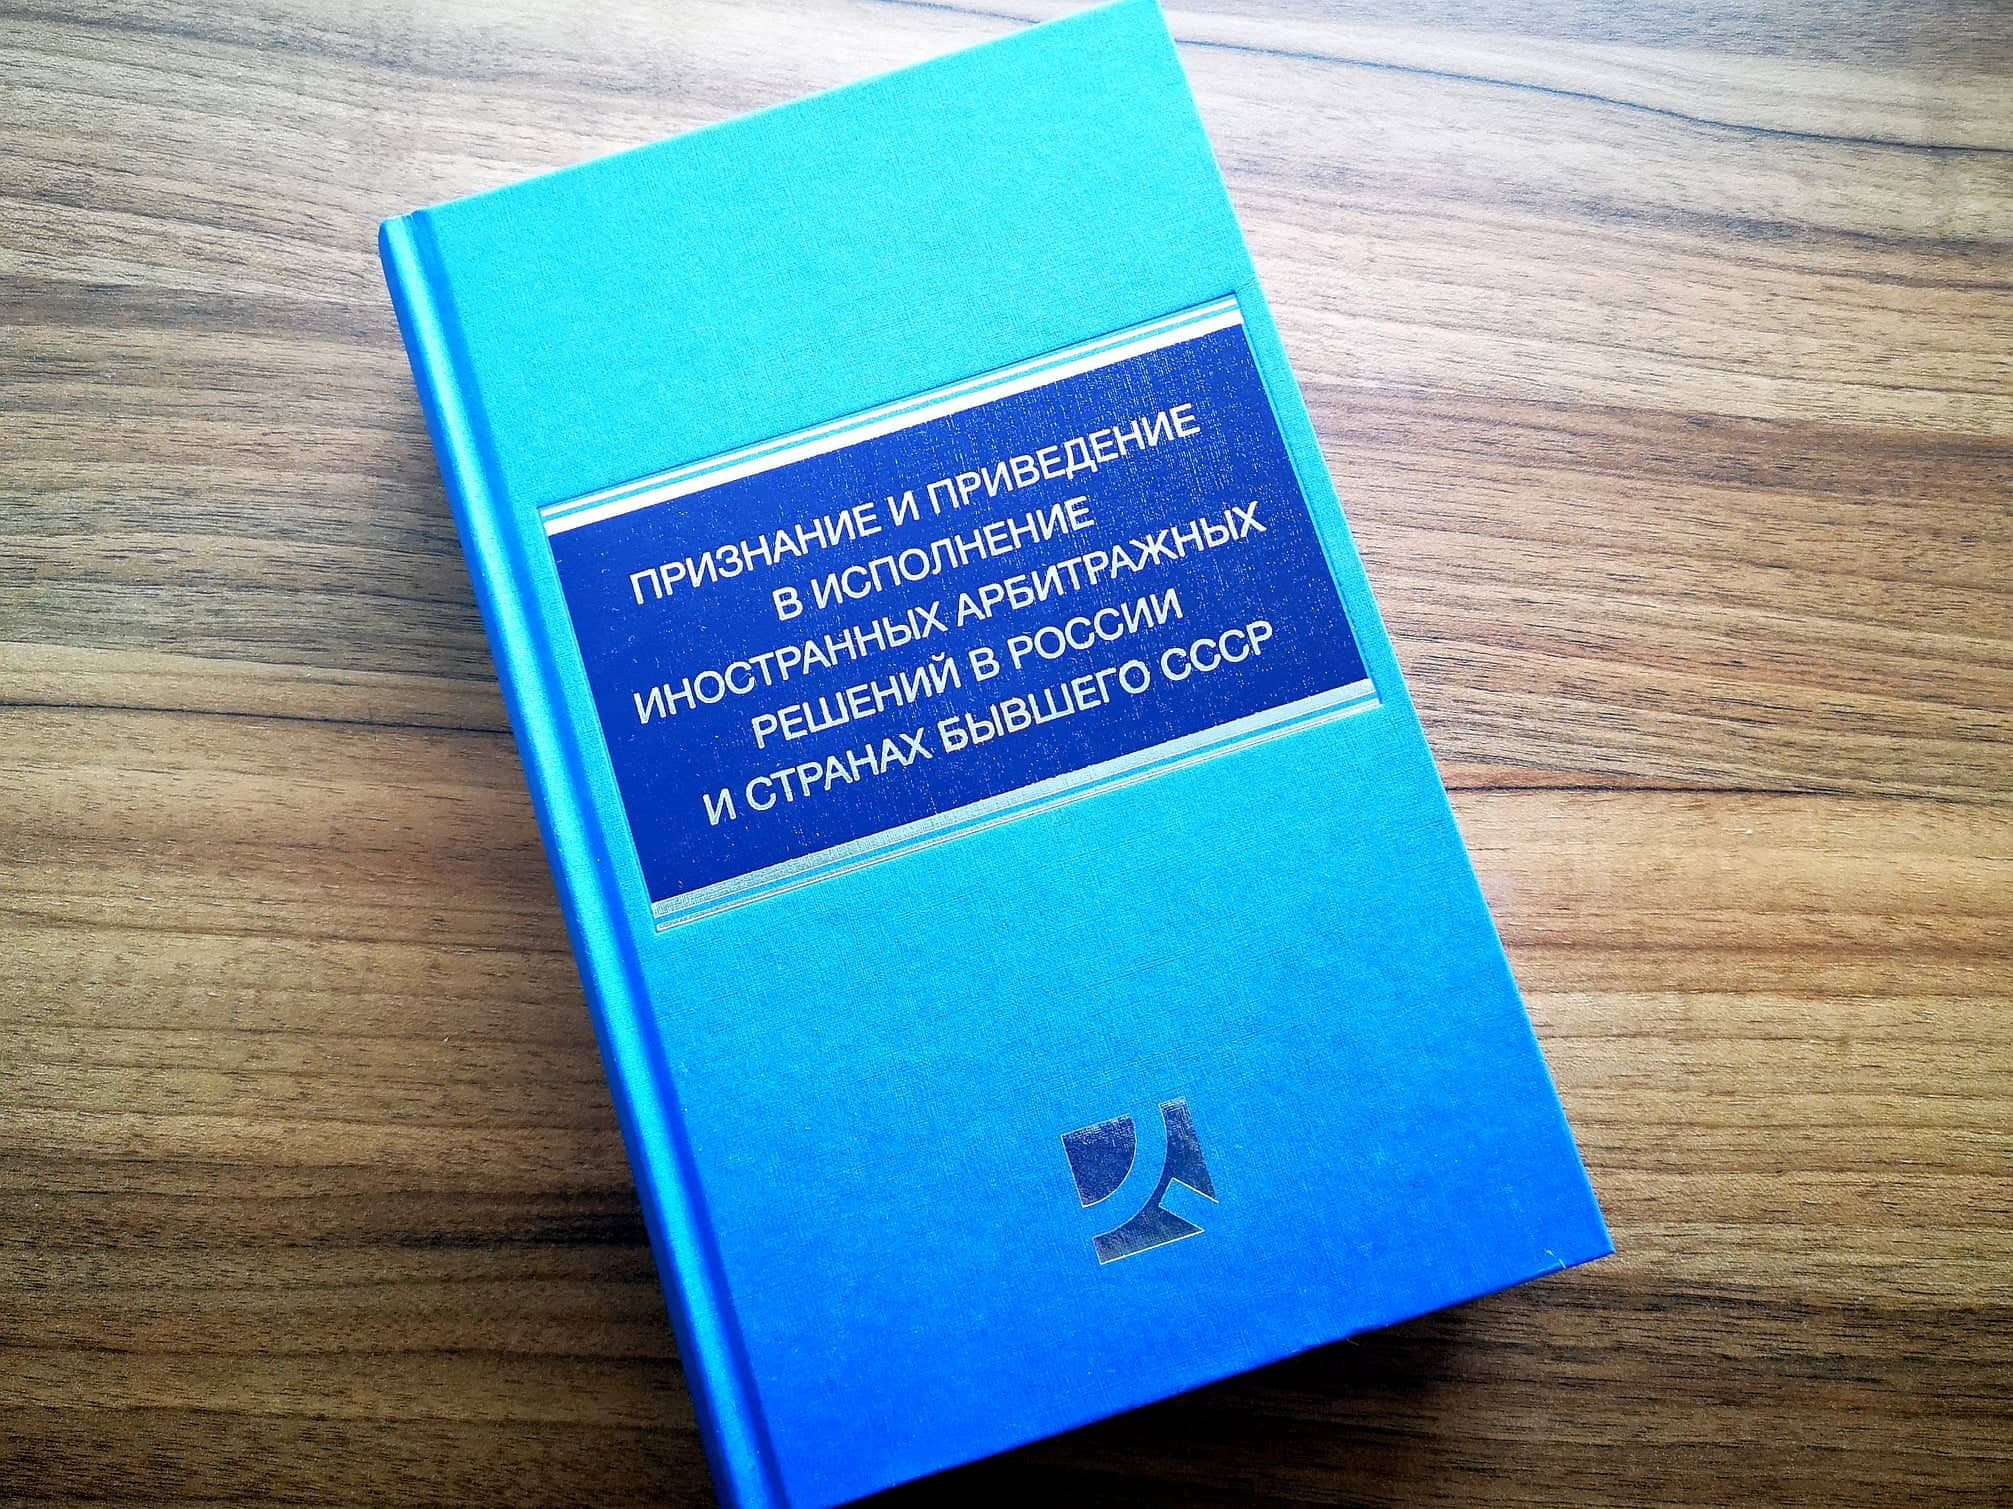 ПРИЗНАНИЕ И ПРИВЕДЕНИЕ
В ИСПОЛНЕНИЕ
ИНОСТРАННЫХ АРБИТРАЖНЫХ
РЕШЕНИЙ В РОССИИ
И СТРАНАХ БЫВШЕГО СССР